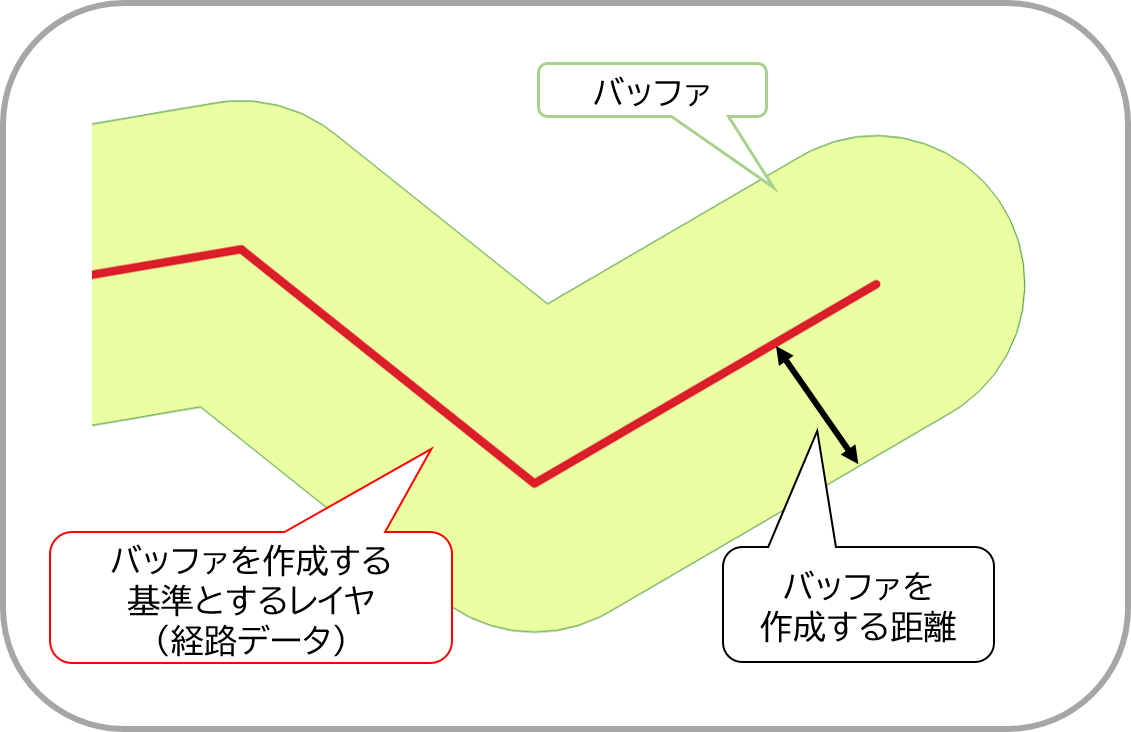 バッファ
バッファを作成する
基準とするレイヤ
（経路データ）
バッファを
作成する距離